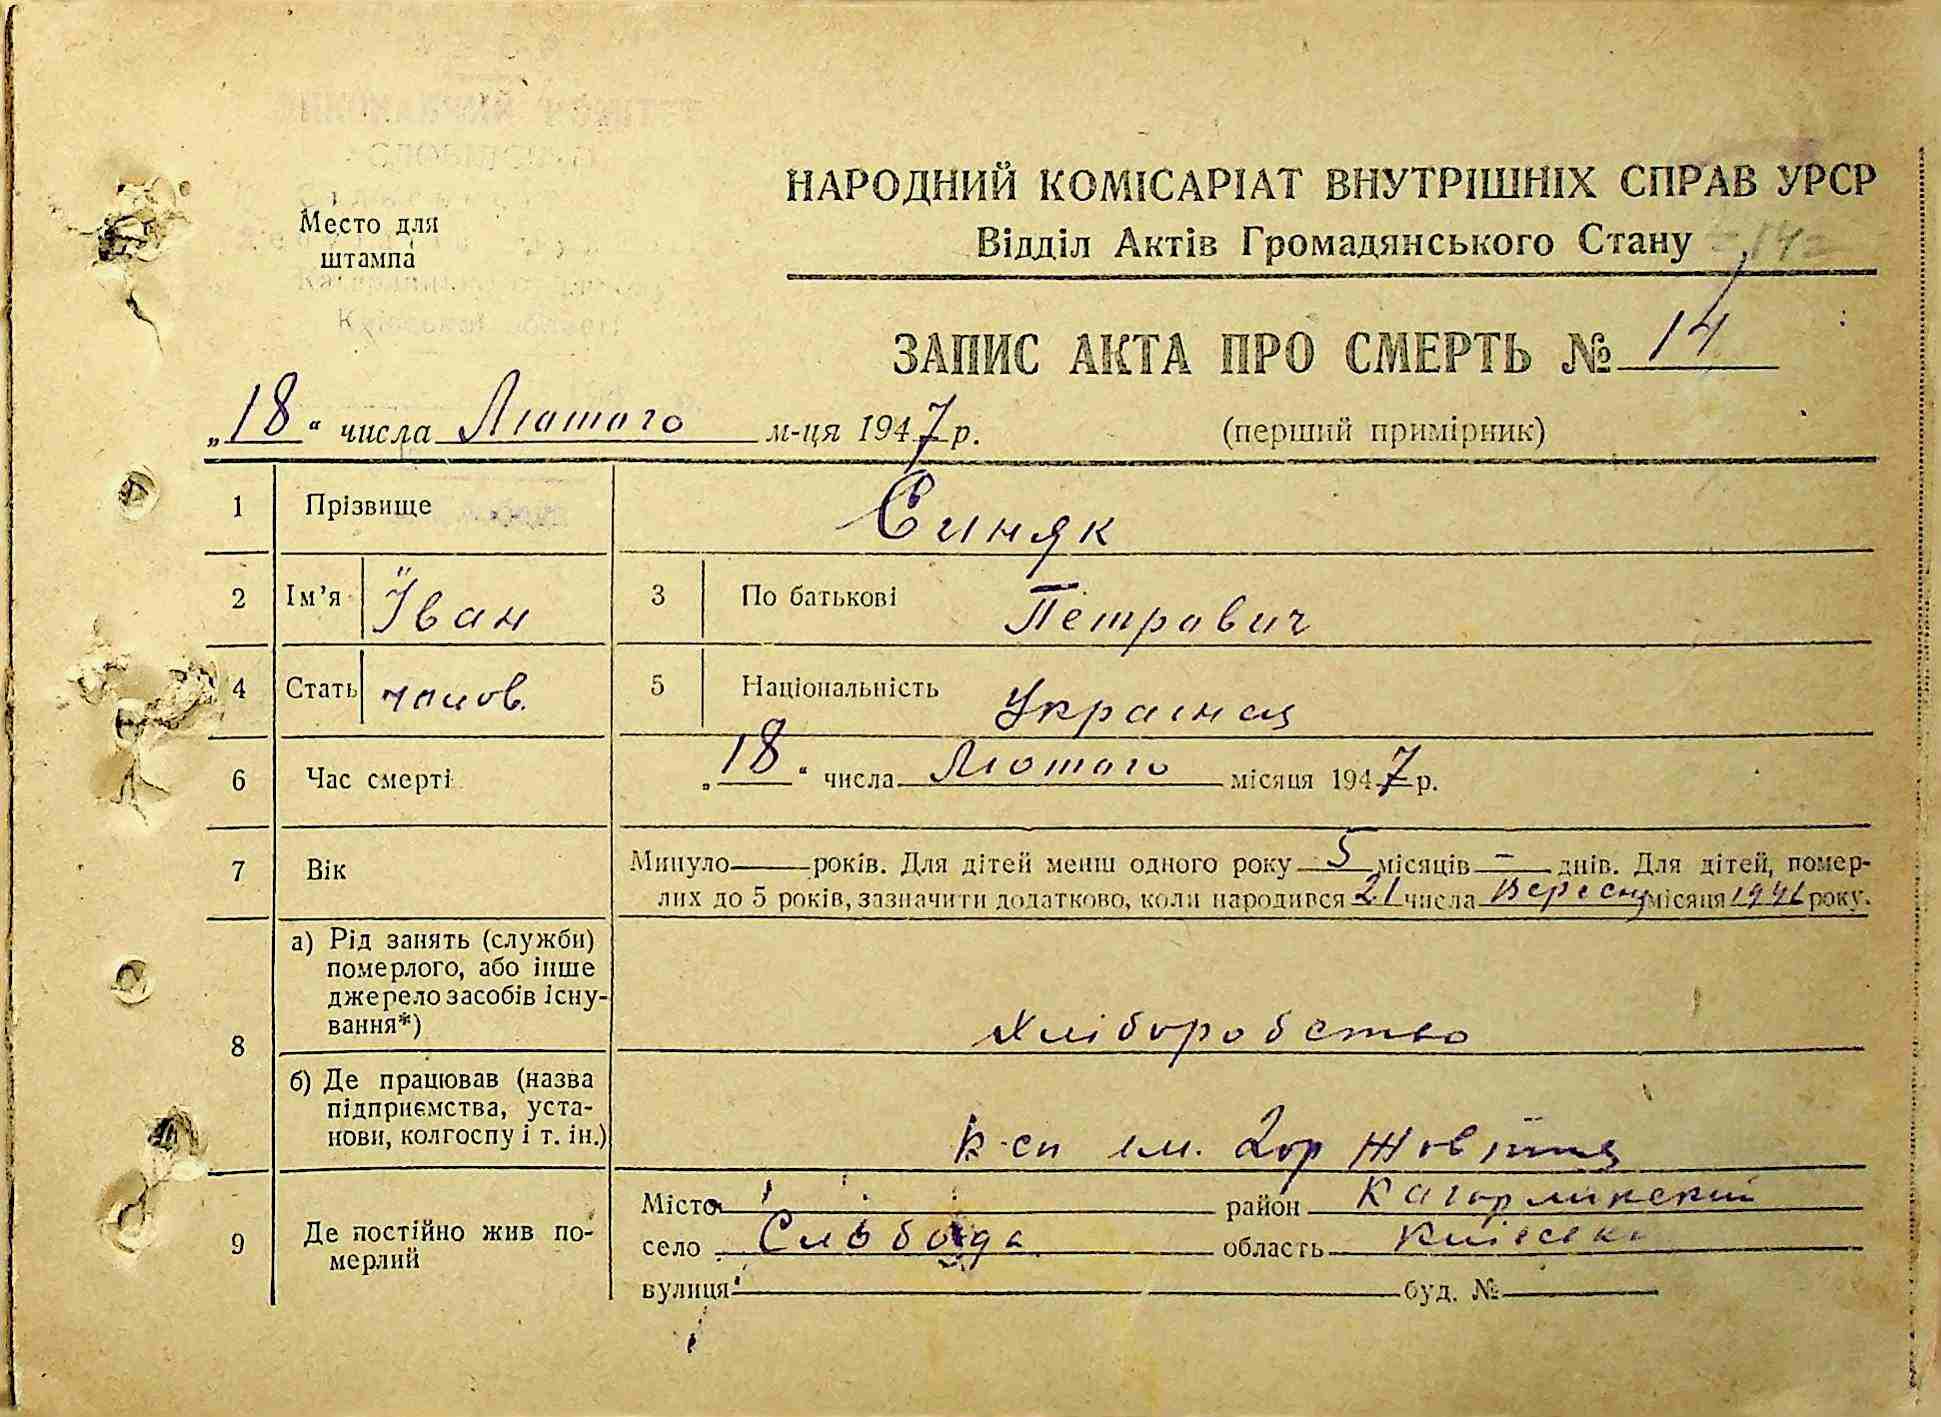 НАРОДНИЙ КОМІСАРІАТ ВНУТРІШНІХ СПРАВ УРСР
Место для
штампа
Відділ Актів Громадянського Стану =14=
ЗАПИС АКТА ПРО СМЕРТЬ № 14
„18“ числа Лютого м-ця 1947 р. (перший примірник)
1 Прізвище Синяк
2 Ім'я Іван 3 По батькові Петрович
4 Стать чолов. 5 Національність Українец
6 Час смерті „18“ числа Лютого місяця 1947 р.
7 Вік Минуло — років. Для дітей менш одного року 5 місяців — днів. Для дітей, помер-
лих до 5 років, зазначити додатково, коли народився 21 числа Вересня місяця 1946 року.
8 а) Рід занять (служби)
померлого, або інше
джерело засобів існу-
вання*) Хліборобство
б) Де працював (назва
підприємства, уста-
нови, колгоспу і т. ін.) к-сп ім. 2ор Жовтня
9 Де постійно жив по-
мерлий
Місто район Кагорлинский
село Слобода область Київська
вулиця буд. №